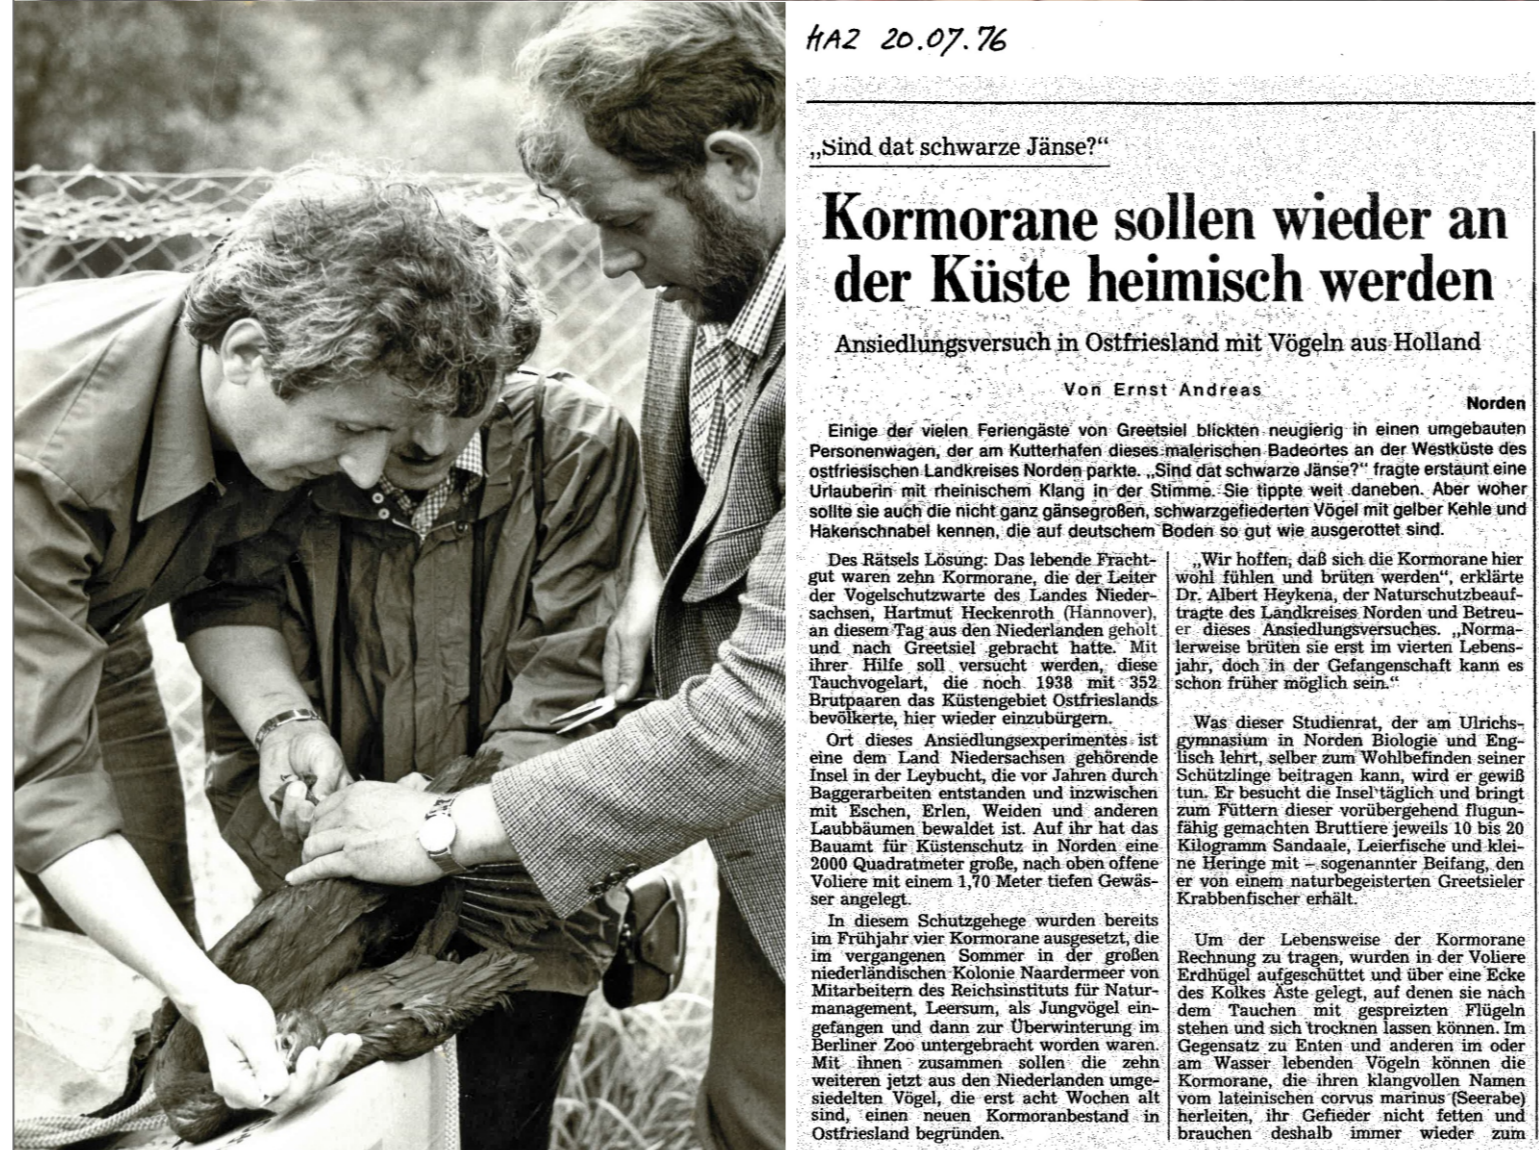 HAZ 20.07.76
„Sind dat schwarze Jänse?“
Kormorane sollen wieder an
der Küste heimisch werden
Ansiedlungsversuch in Ostfriesland mit Vögeln aus Holland
Von Ernst Andreas
Norden
Einige der vielen Feriengäste von Greetsiel blickten neugierig in einen umgebauten
Personenwagen, der am Kutterhafen dieses malerischen Badeortes an der Westküste des
ostfriesischen Landkreises Norden parkte. „Sind dat schwarze Jänse?“ fragte erstaunt eine
Urlauberin mit rheinischem Klang in der Stimme. Sie tippte weit daneben. Aber woher
sollte sie auch die nicht ganz gänsegroßen, schwarzgefiederten Vögel mit gelber Kehle und
Hakenschnabel kennen, die auf deutschem Boden so gut wie ausgerottet sind.
Des Rätsels Lösung: Das lebende Fracht-
gut waren zehn Kormorane, die der Leiter
der Vogelschutzwarte des Landes Nieder-
sachsen, Hartmut Heckenroth (Hannover),
an diesem Tag aus den Niederlanden geholt
und nach Greetsiel gebracht hatte. Mit
ihrer Hilfe soll versucht werden, diese
Tauchvogelart, die noch 1938 mit 352
Brutpaaren das Küstengebiet Ostfrieslands
bevölkerte, hier wieder einzubürgern.
Ort dieses Ansiedlungsexperimentes ist
eine dem Land Niedersachsen gehörende
Insel in der Leybucht, die vor Jahren durch
Baggerarbeiten entstanden und inzwischen
mit Eschen, Erlen, Weiden und anderen
Laubbäumen bewaldet ist. Auf ihr hat das
Bauamt für Küstenschutz in Norden eine
2000 Quadratmeter große, nach oben offene
Voliere mit einem 1,70 Meter tiefen Gewäs-
ser angelegt.
In diesem Schutzgehege wurden bereits
im Frühjahr vier Kormorane ausgesetzt, die
im vergangenen Sommer in der großen
niederländischen Kolonie Naardermeer von
Mitarbeitern des Reichsinstituts für Natur-
management, Leersum, als Jungvögel ein-
gefangen und dann zur Überwinterung im
Berliner Zoo untergebracht worden waren.
Mit ihnen zusammen sollen die zehn
weiteren jetzt aus den Niederlanden umge-
siedelten Vögel, die erst acht Wochen alt
sind, einen neuen Kormoranbestand in
Ostfriesland begründen.
„Wir hoffen, daß sich die Kormorane hier
wohl fühlen und brüten werden“, erklärte
Dr. Albert Heykena, der Naturschutzbeauf-
tragte des Landkreises Norden und Betreu-
er dieses Ansiedlungsversuches. „Norma-
lerweise brüten sie erst im vierten Lebens-
jahr, doch in der Gefangenschaft kann es
schon früher möglich sein.“
Was dieser Studienrat, der am Ulrichs-
gymnasium in Norden Biologie und Eng-
lisch lehrt, selber zum Wohlbefinden seiner
Schützlinge beitragen kann, wird er gewiß
tun. Er besucht die Insel täglich und bringt
zum Füttern dieser vorübergehend flugun-
fähig gemachten Bruttiere jeweils 10 bis 20
Kilogramm Sandaale, Leierfische und klei-
ne Heringe mit – sogenannter Beifang, den
er von einem naturbegeisterten Greetsieler
Krabbenfischer erhält.
Um der Lebensweise der Kormorane
Rechnung zu tragen, wurden in der Voliere
Erdhügel aufgeschüttet und über eine Ecke
des Kolkes Äste gelegt, auf denen sie nach
dem Tauchen mit gespreizten Flügeln
stehen und sich trocknen lassen können. Im
Gegensatz zu Enten und anderen im oder
am Wasser lebenden Vögeln können die
Kormorane, die ihren klangvollen Namen
vom lateinischen corvus marinus (Seerabe)
herleiten, ihr Gefieder nicht fetten und
brauchen deshalb immer wieder zum